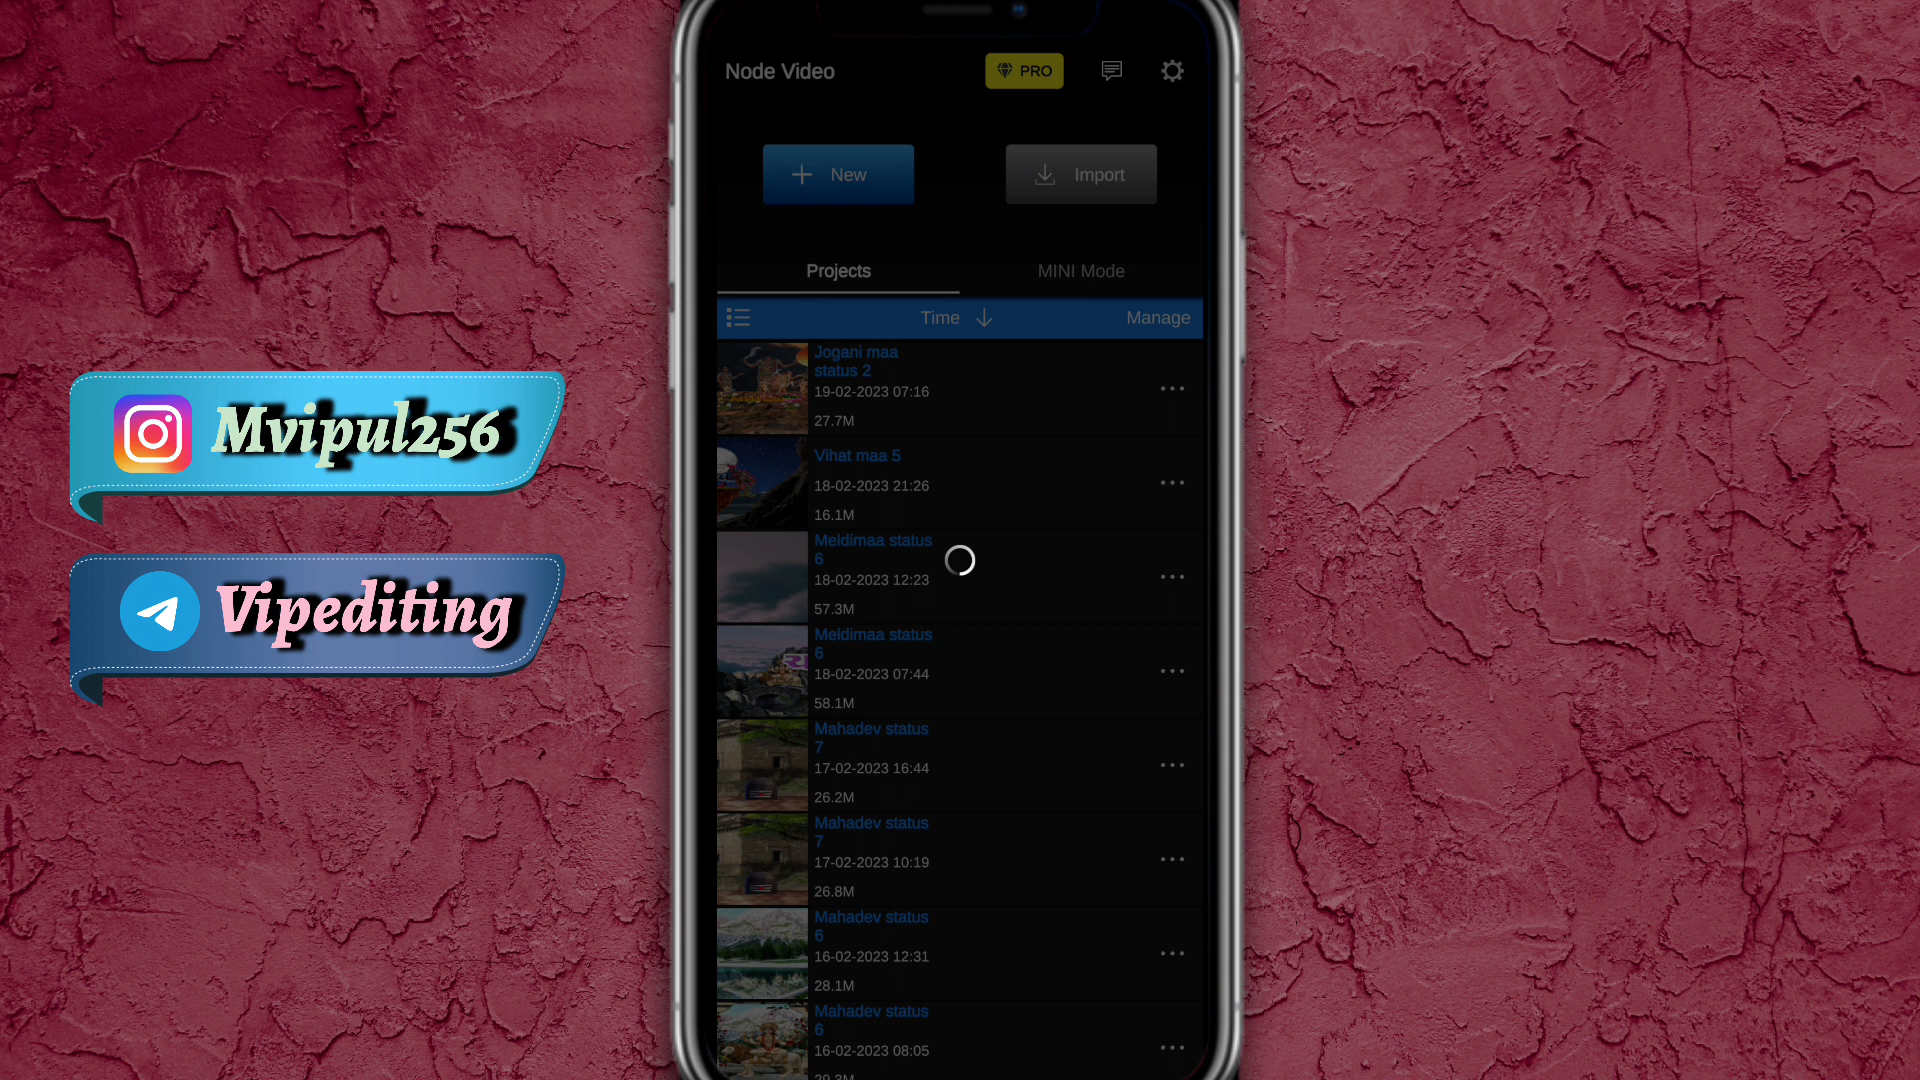 Node Video
PRO
New
Import
Projects
MINI Mode
Time
Manage
Jogani maa
status 2
19-02-2023 07:16
27.7M
Vihat maa 5
18-02-2023 21:26
16.1M
Meldimaa status
6
18-02-2023 12:23
57.3M
Meldimaa status
6
18-02-2023 07:44
58.1M
Mahadev status
7
17-02-2023 16:44
26.2M
Mahadev status
7
17-02-2023 10:19
26.8M
Mahadev status
6
16-02-2023 12:31
28.1M
Mahadev status
6
16-02-2023 08:05
Mvipul256
Vipediting